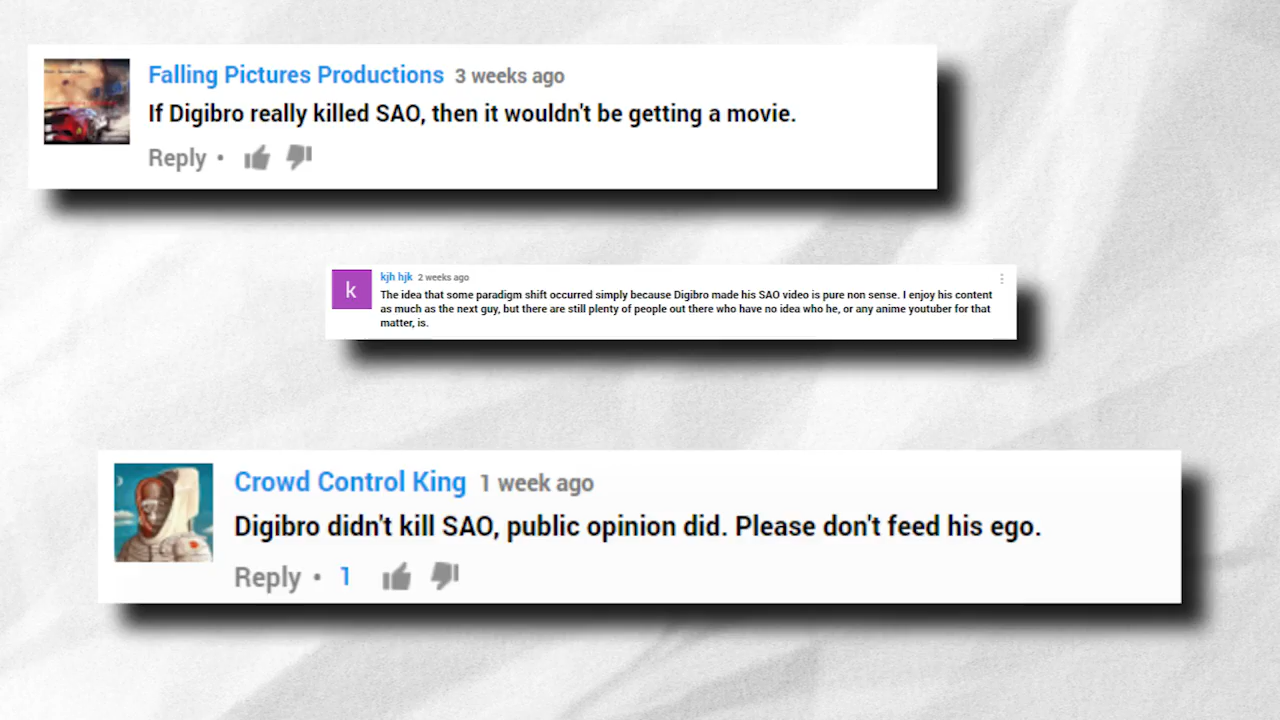 Falling Pictures Productions 3 weeks ago
If Digibro really killed SAO, then it wouldn't be getting a movie.
Reply •
k
kjh hjk 2 weeks ago
The idea that some paradigm shift occurred simply because Digibro made his SAO video is pure non sense. I enjoy his content
as much as the next guy, but there are still plenty of people out there who have no idea who he, or any anime youtuber for that
matter, is.
Crowd Control King 1 week ago
Digibro didn't kill SAO, public opinion did. Please don't feed his ego.
Reply • 1